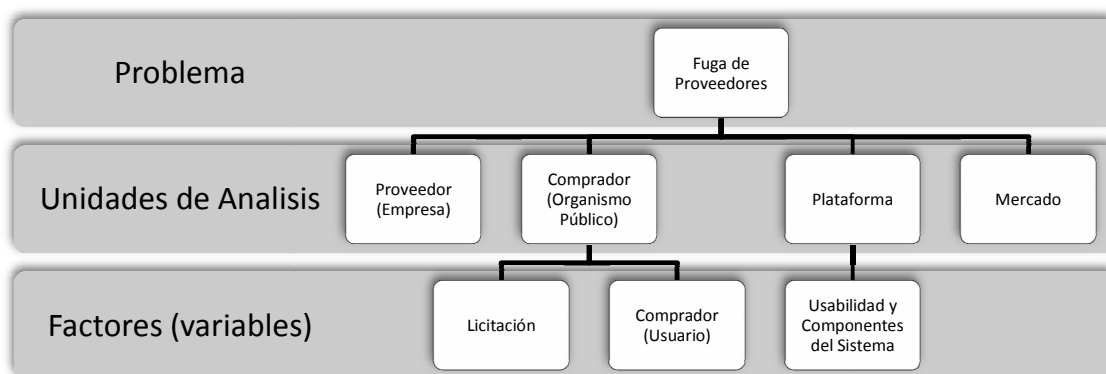 Problema
Fuga de
Proveedores
Unidades de Analisis
Proveedor
(Empresa)
Comprador
(Organismo
Público)
Plataforma
Mercado
Factores (variables)
Licitación
Comprador
(Usuario)
Usabilidad y
Componentes
del Sistema